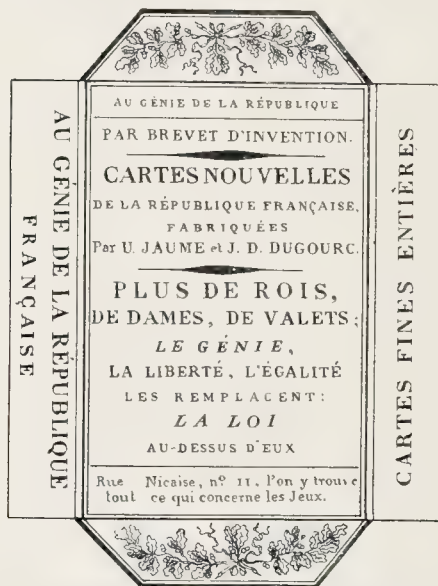 AU GÉNIE DE LA RÉPUBLIQUE
FRANÇAISE
AU GÉNIE DE LA RÉPUBLIQUE
PAR BREVET D'INVENTION.
CARTES NOUVELLES
DE LA RÉPUBLIQUE FRANÇAISE,
FABRIQUÉES
Par U. JAUME et J. D. DUGOURC.
PLUS DE ROIS,
DE DAMES, DE VALETS;
LE GÉNIE,
LA LIBERTÉ, L'ÉGALITÉ
LES REMPLACENT:
LA LOI
AU-DESSUS D'EUX
Rue Nicaise, nº 11, l'on y trouve
tout ce qui concerne les Jeux.
CARTES FINES ENTIÈRES